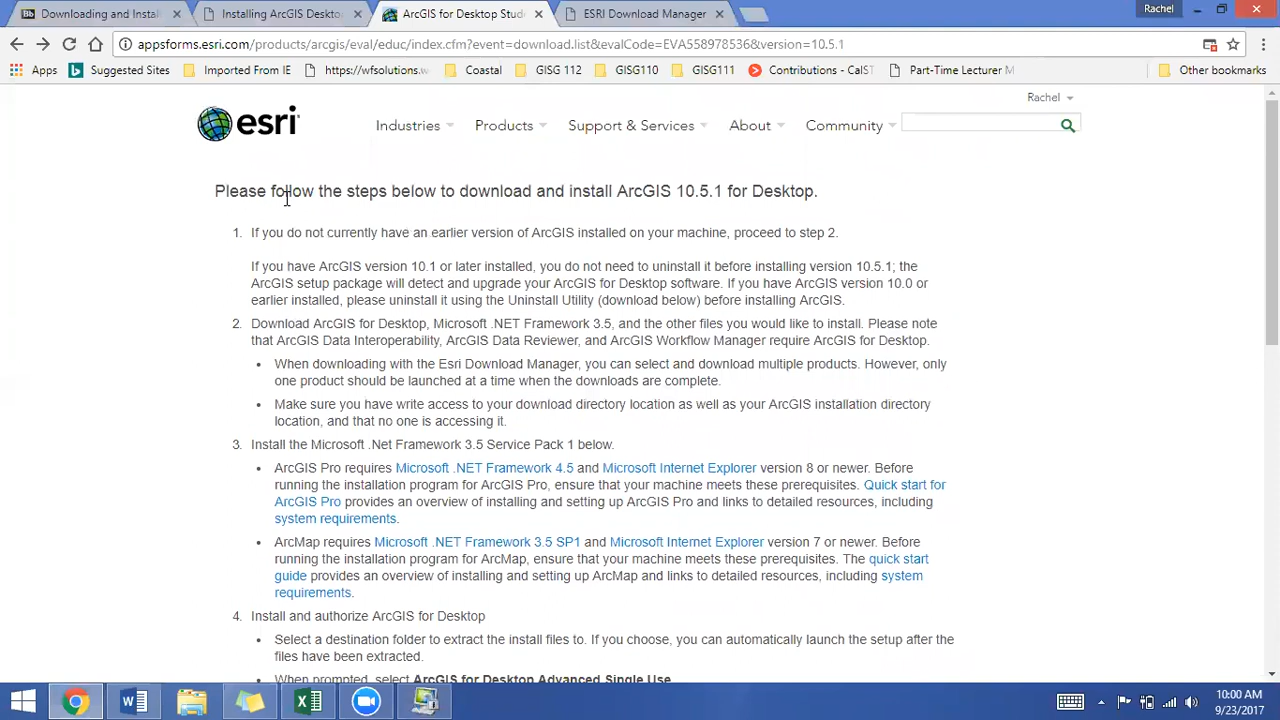 Downloading and Install
Installing ArcGIS Deskto
ArcGIS for Desktop Stud
ESRI Download Manager
Rachel
appsforms.esri.com/products/arcgis/eval/educ/index.cfm?event=download.list&evalCode=EVA558978536&version=10.5.1
Apps
Suggested Sites
Imported From IE
https://wfsolutions.w
Coastal
GISG 112
GISG110
GISG111
Contributions - CalST
Part-Time Lecturer M
Other bookmarks
Rachel
esri
Industries
Products
Support & Services
About
Community
Please follow the steps below to download and install ArcGIS 10.5.1 for Desktop.
1. If you do not currently have an earlier version of ArcGIS installed on your machine, proceed to step 2.
If you have ArcGIS version 10.1 or later installed, you do not need to uninstall it before installing version 10.5.1; the
ArcGIS setup package will detect and upgrade your ArcGIS for Desktop software. If you have ArcGIS version 10.0 or
earlier installed, please uninstall it using the Uninstall Utility (download below) before installing ArcGIS.
2. Download ArcGIS for Desktop, Microsoft .NET Framework 3.5, and the other files you would like to install. Please note
that ArcGIS Data Interoperability, ArcGIS Data Reviewer, and ArcGIS Workflow Manager require ArcGIS for Desktop.
• When downloading with the Esri Download Manager, you can select and download multiple products. However, only
one product should be launched at a time when the downloads are complete.
• Make sure you have write access to your download directory location as well as your ArcGIS installation directory
location, and that no one is accessing it.
3. Install the Microsoft .Net Framework 3.5 Service Pack 1 below.
• ArcGIS Pro requires Microsoft .NET Framework 4.5 and Microsoft Internet Explorer version 8 or newer. Before
running the installation program for ArcGIS Pro, ensure that your machine meets these prerequisites. Quick start for
ArcGIS Pro provides an overview of installing and setting up ArcGIS Pro and links to detailed resources, including
system requirements.
• ArcMap requires Microsoft .NET Framework 3.5 SP1 and Microsoft Internet Explorer version 7 or newer. Before
running the installation program for ArcMap, ensure that your machine meets these prerequisites. The quick start
guide provides an overview of installing and setting up ArcMap and links to detailed resources, including system
requirements.
4. Install and authorize ArcGIS for Desktop
• Select a destination folder to extract the install files to. If you choose, you can automatically launch the setup after the
files have been extracted.
• When prompted, select ArcGIS for Desktop Advanced Single Use
10:00 AM
9/23/2017